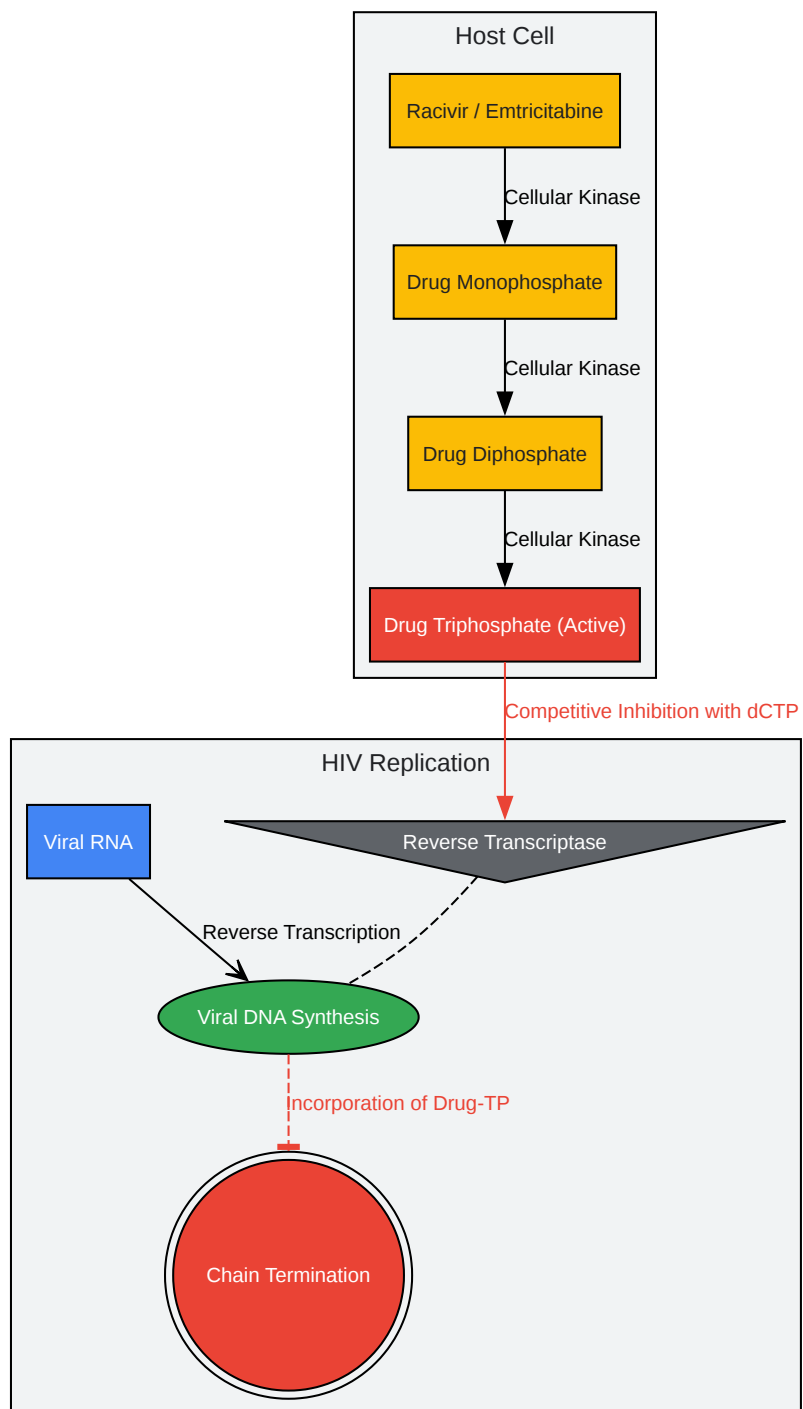 Host Cell
Racivir / Emtricitabine
Cellular Kinase
Drug Monophosphate
Cellular Kinase
Drug Diphosphate
Cellular Kinase
Drug Triphosphate (Active)
Competitive Inhibition with dCTP
HIV Replication
Viral RNA
Reverse Transcriptase
Reverse Transcription
Viral DNA Synthesis
Incorporation of Drug-TP
Chain Termination